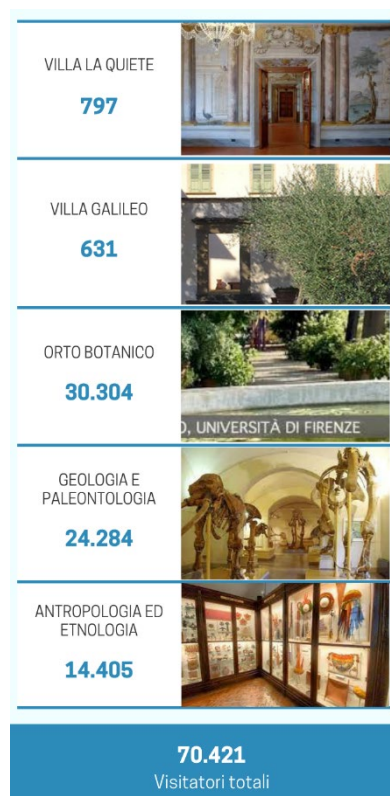 VILLA LA QUIETE
797
VILLA GALILEO
631
ORTO BOTANICO
30.304
O, UNIVERSITÀ DI FIRENZE
GEOLOGIA E
PALEONTOLOGIA
24.284
ANTROPOLOGIA ED
ETNOLOGIA
14.405
70.421
Visitatori totali